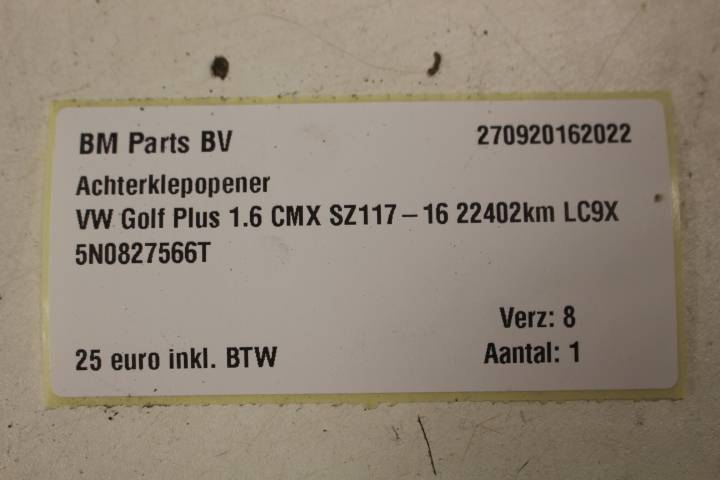 BM Parts BV 270920162022
Achterklepopener
VW Golf Plus 1.6 CMX SZ117-16 22402km LC9X
5N0827566T
Verz: 8
25 euro inkl. BTW Aantal: 1